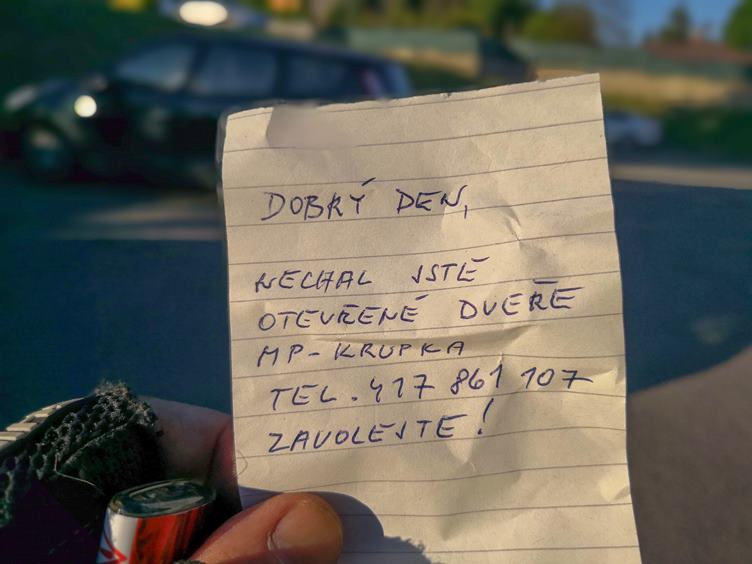 DOBRÝ DEN,
NECHAL JSTE
OTEVŘENÉ DVEŘE
MP-KRUPKA
TEL. 417 861 107
ZAVOLEJTE!